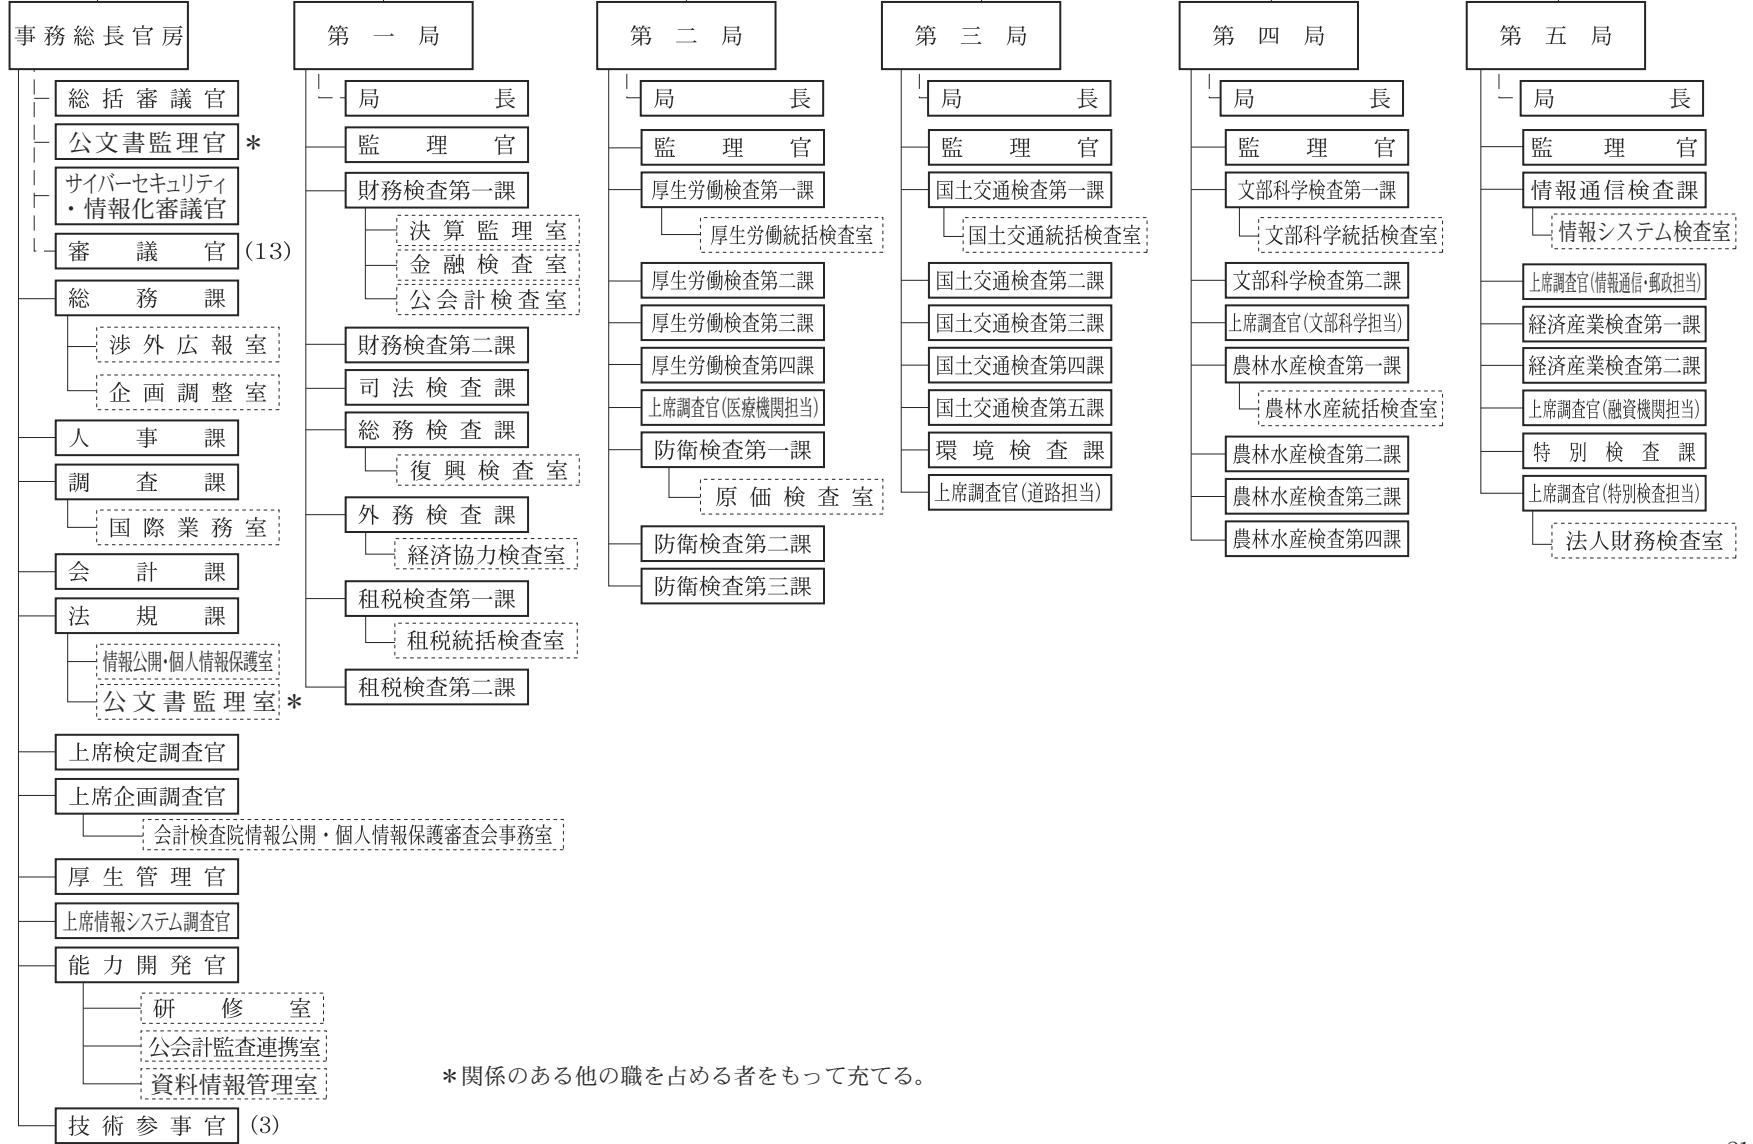 事務総長官房
総括審議官
公文書監理官 *
サイバーセキュリティ
・情報化審議官
審議官 (13)
総務課
渉外広報室
企画調整室
人事課
調査課
国際業務室
会計課
法規課
情報公開・個人情報保護室
公文書監理室 *
上席検定調査官
上席企画調査官
会計検査院情報公開・個人情報保護審査会事務室
厚生管理官
上席情報システム調査官
能力開発官
研修室
公会計監査連携室
資料情報管理室
技術参事官 (3)
第一局
局長
監理官
財務検査第一課
決算監理室
金融検査室
公会計検査室
財務検査第二課
司法検査課
総務検査課
復興検査室
外務検査課
経済協力検査室
租税検査第一課
租税統括検査室
租税検査第二課
第二局
局長
監理官
厚生労働検査第一課
厚生労働統括検査室
厚生労働検査第二課
厚生労働検査第三課
厚生労働検査第四課
上席調査官(医療機関担当)
防衛検査第一課
原価検査室
防衛検査第二課
防衛検査第三課
第三局
局長
監理官
国土交通検査第一課
国土交通統括検査室
国土交通検査第二課
国土交通検査第三課
国土交通検査第四課
国土交通検査第五課
環境検査課
上席調査官(道路担当)
第四局
局長
監理官
文部科学検査第一課
文部科学統括検査室
文部科学検査第二課
上席調査官(文部科学担当)
農林水産検査第一課
農林水産統括検査室
農林水産検査第二課
農林水産検査第三課
農林水産検査第四課
第五局
局長
監理官
情報通信検査課
情報システム検査室
上席調査官(情報通信・郵政担当)
経済産業検査第一課
経済産業検査第二課
上席調査官(融資機関担当)
特別検査課
上席調査官(特別検査担当)
法人財務検査室
*関係のある他の職を占める者をもって充てる。